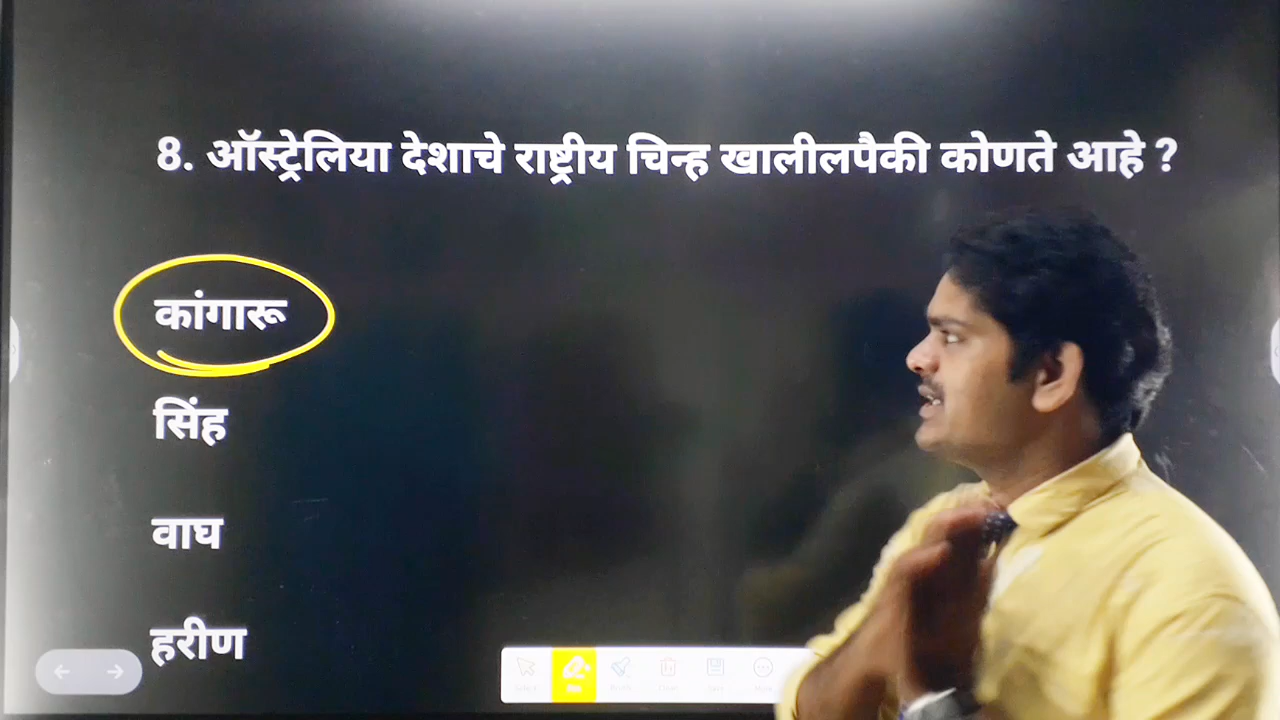 8. ऑस्ट्रेलिया देशाचे राष्ट्रीय चिन्ह खालीलपैकी कोणते आहे ?
कांगारू
सिंह
वाघ
हरीण